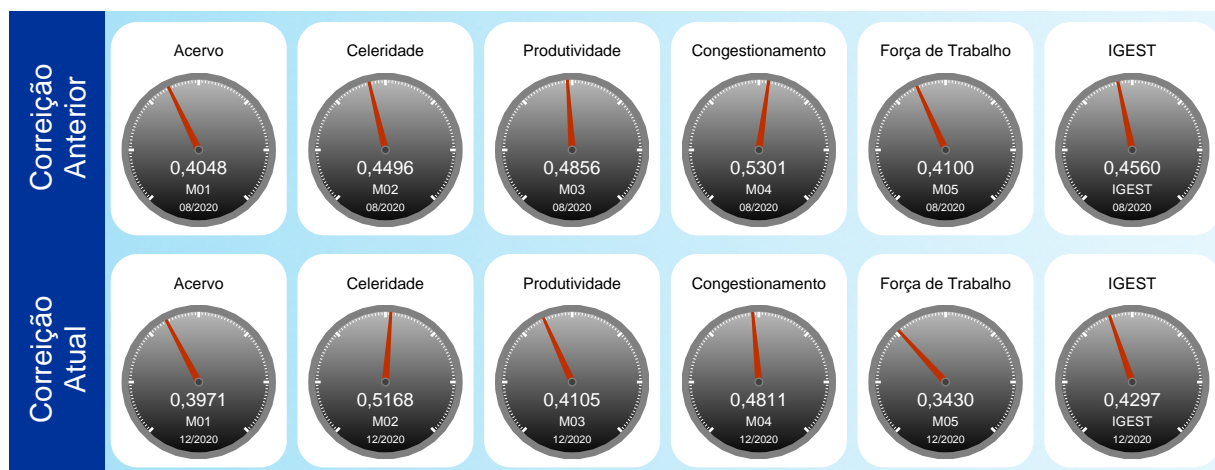 Correição
Anterior
Acervo
0,4048
M01
08/2020
Celeridade
0,4496
M02
08/2020
Produtividade
0,4856
M03
08/2020
Congestionamento
0,5301
M04
08/2020
Força de Trabalho
0,4100
M05
08/2020
IGEST
0,4560
IGEST
08/2020
Correição
Atual
Acervo
0,3971
M01
12/2020
Celeridade
0,5168
M02
12/2020
Produtividade
0,4105
M03
12/2020
Congestionamento
0,4811
M04
12/2020
Força de Trabalho
0,3430
M05
12/2020
IGEST
0,4297
IGEST
12/2020